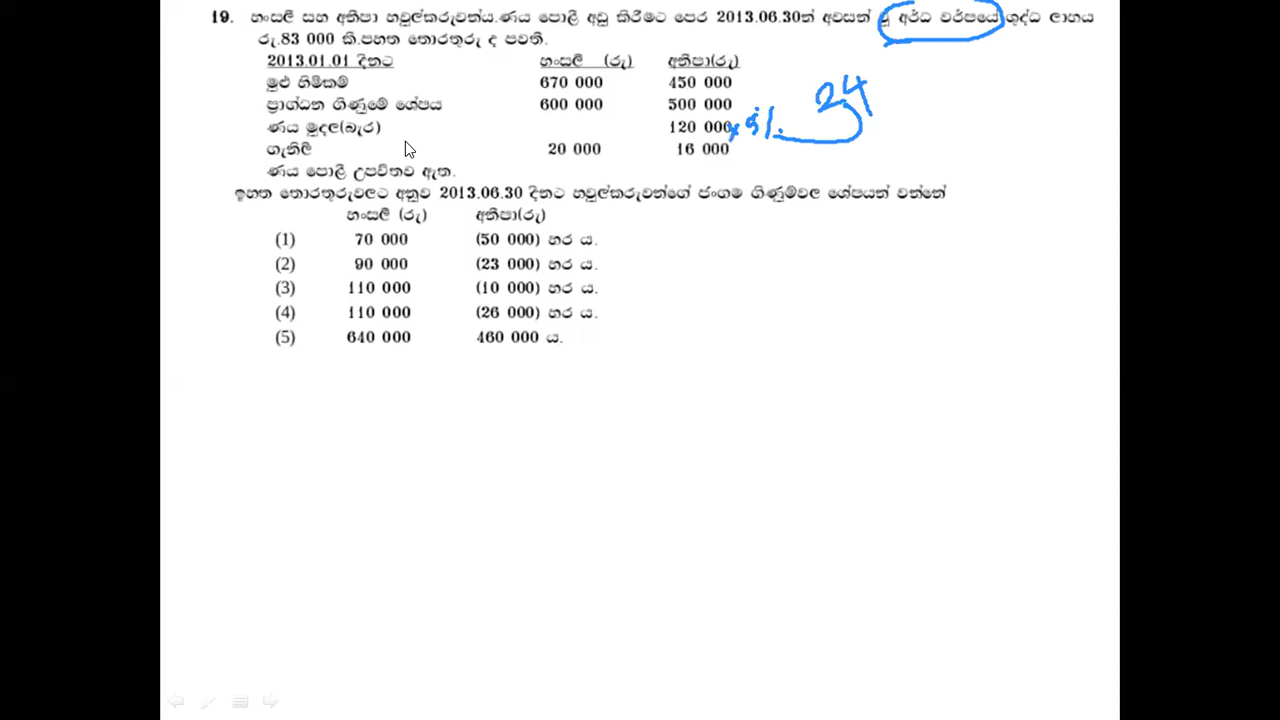 19. හංසලී සහ අනීපා හවුල්කරුවන්ය.ණය පොලී අඩු කිරීමට පෙර 2013.06.30න් අවසන් වූ අර්ධ වර්ෂයේ ශුද්ධ ලාභය
රු.83 000 කි.පහත තොරතුරු ද පවතී.
2013.01.01 දිනට හංසලී (රු) අනීපා(රු)
මුළු හිමිකම් 670 000 450 000
ප්‍රාග්ධන ගිණුමේ ශේපය 600 000 500 000
ණය මුදල(බැර) 120 000 24
ගැනිලී 20 000 16 000
ණය පොලී උපචිතව ඇත.
ඉහත තොරතුරුවලට අනුව 2013.06.30 දිනට හවුල්කරුවන්ගේ ජංගම ගිණුම්වල ශේපයන් වන්නේ
හංසලී (රු) අනීපා(රු)
(1) 70 000 (50 000) හර ය.
(2) 90 000 (23 000) හර ය.
(3) 110 000 (10 000) හර ය.
(4) 110 000 (26 000) හර ය.
(5) 640 000 460 000 ය.